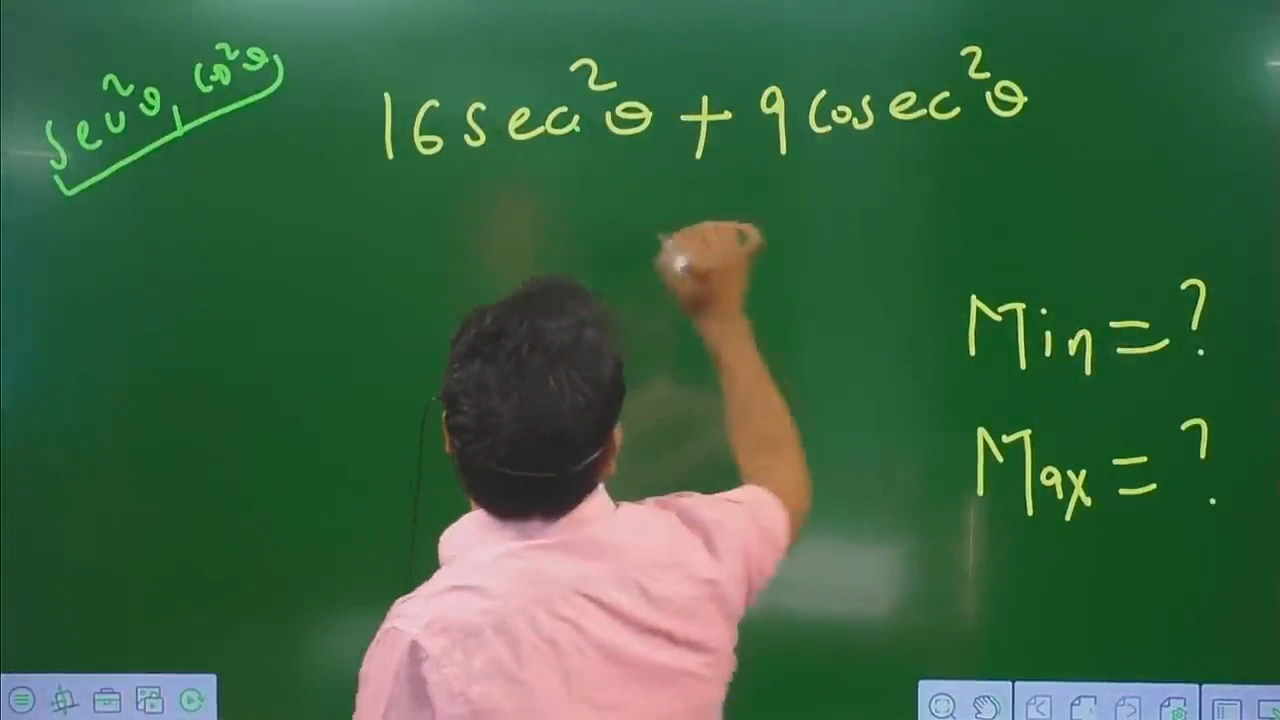 sec²θ, cos²θ
16 sec²θ + 9 cosec²θ
Min = ?
Max = ?